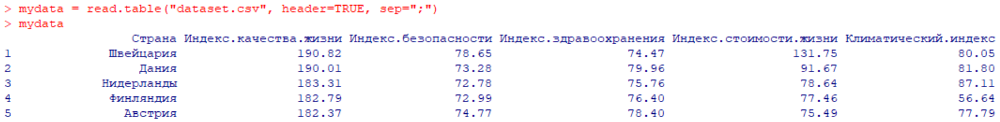 > mydata = read.table("dataset.csv", header=TRUE, sep=";")
> mydata
Страна Индекс.качества.жизни Индекс.безопасности Индекс.здравоохранения Индекс.стоимости.жизни Климатический.индекс
1 Швейцария 190.82 78.65 74.47 131.75 80.05
2 Дания 190.01 73.28 79.96 91.67 81.80
3 Нидерланды 183.31 72.78 75.76 78.64 87.11
4 Финляндия 182.79 72.99 76.40 77.46 56.64
5 Австрия 182.37 74.77 78.40 75.49 77.79